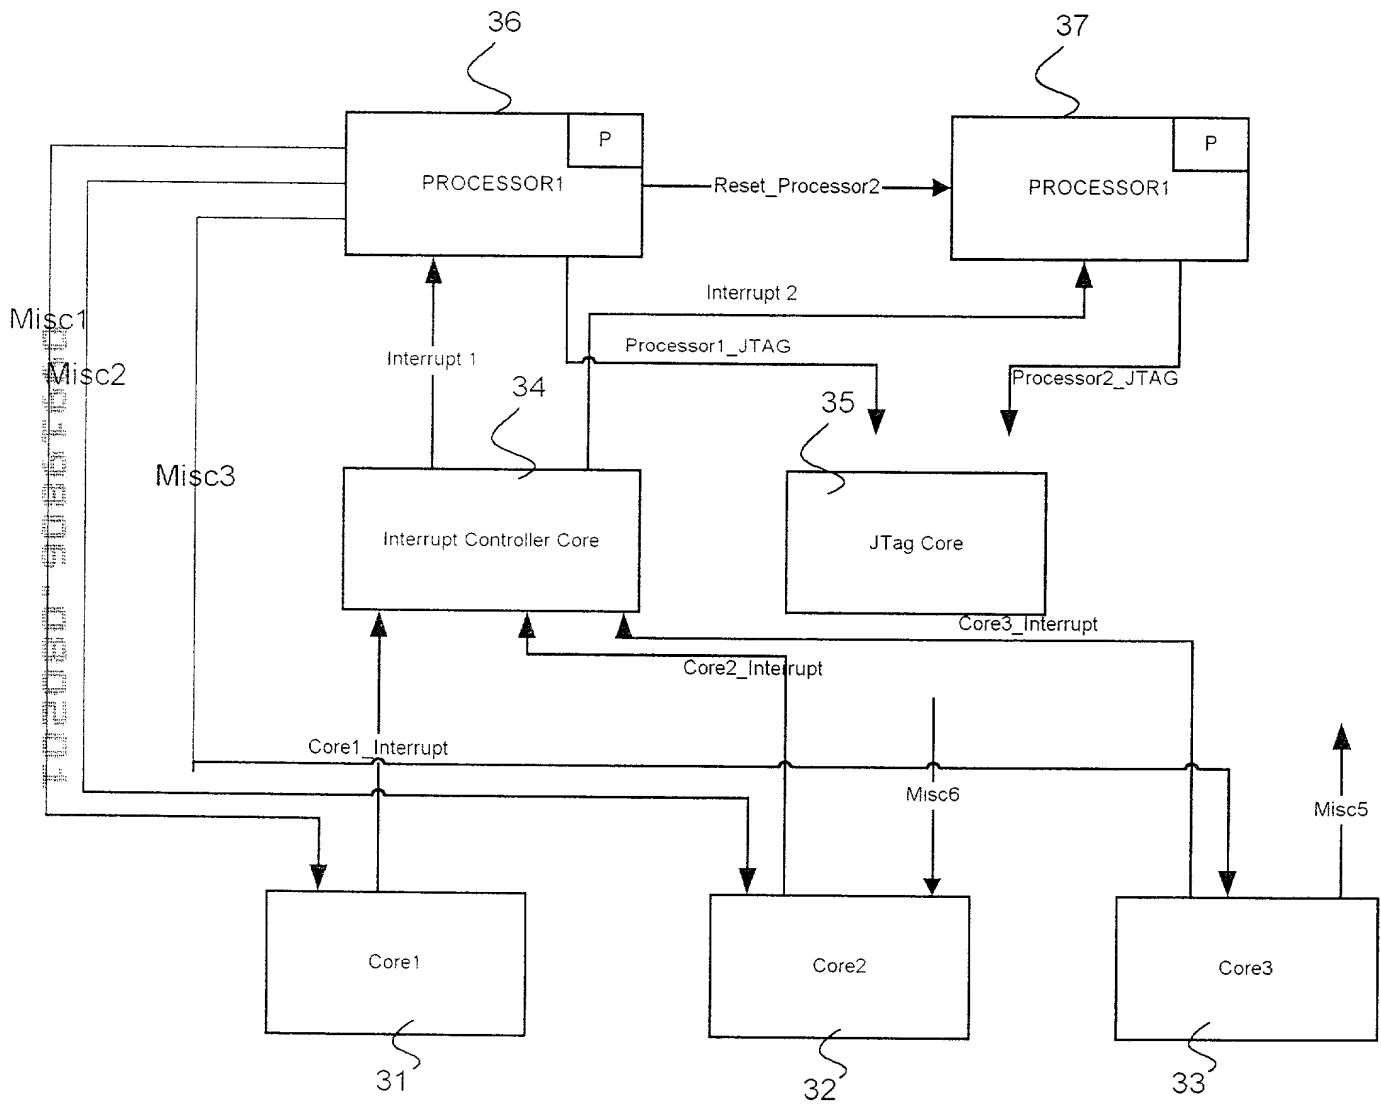 36
37
P
P
PROCESSOR1
Reset_Processor2
PROCESSOR1
Interrupt 2
Misc1
Processor1_JTAG
Interrupt 1
Misc2
Processor2_JTAG
34
35
Misc3
Interrupt Controller Core
JTag Core
Core3_Interrupt
Core2_Interrupt
Core1_Interrupt
Misc6
Misc5
Core1
Core2
Core3
31
32
33